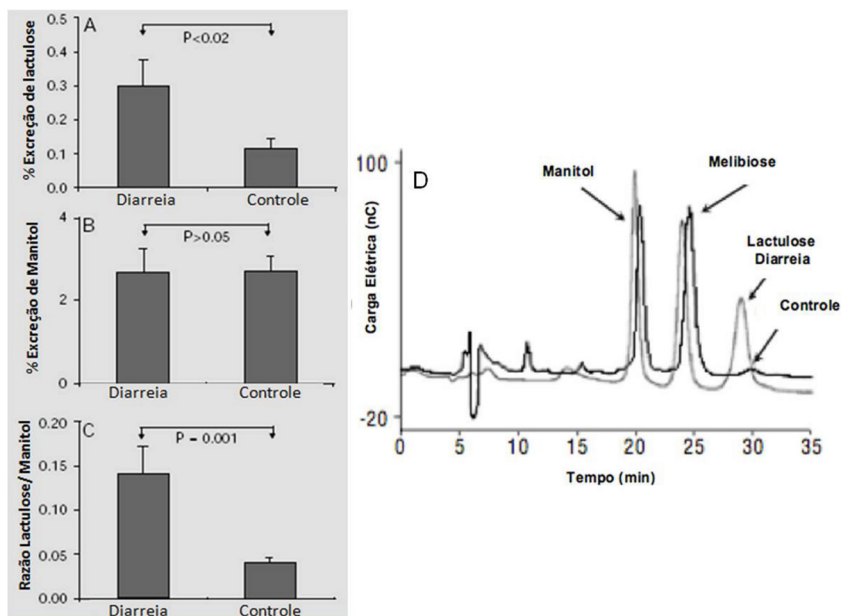 A
% Excreção de lactulose
0.5
0.4
0.3
0.2
0.1
0.0
P<0.02
Diarreia
Controle
B
% Excreção de Manitol
4
2
0
P>0.05
Diarreia
Controle
C
Razão Lactulose/ Manitol
0.20
0.15
0.10
0.05
0.00
P = 0.001
Diarreia
Controle
D
Carga Elétrica (nC)
100
-20
Manitol
Melibiose
Lactulose
Diarreia
Controle
0 5 10 15 20 25 30 35
Tempo (min)